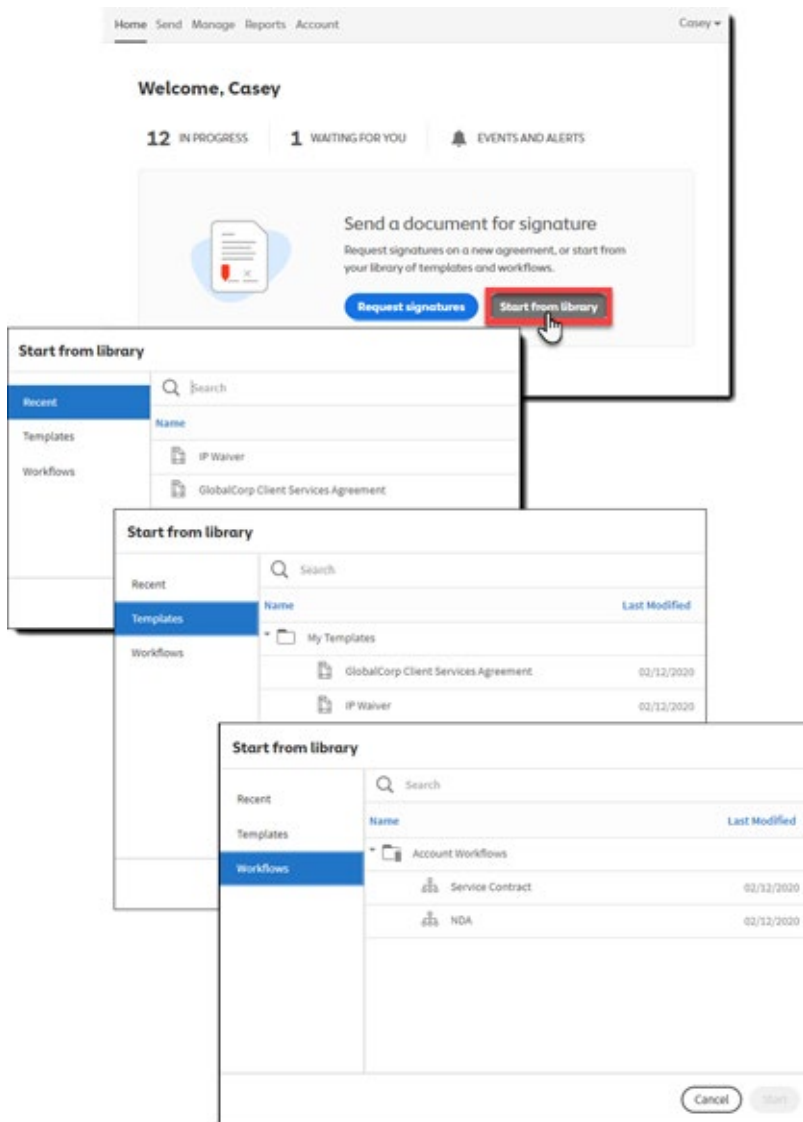 Home Send Manage Reports Account Casey
Welcome, Casey
12 IN PROGRESS 1 WAITING FOR YOU EVENTS AND ALERTS
Send a document for signature
Request signatures on a new agreement, or start from
your library of templates and workflows.
Request signatures Start from library
Start from library
Recent
Templates
Workflows
Search
Name
IP Waiver
GlobalCorp Client Services Agreement
Start from library
Recent
Templates
Workflows
Search
Name Last Modified
My Templates
GlobalCorp Client Services Agreement 02/12/2020
IP Waiver 02/12/2020
Start from library
Recent
Templates
Workflows
Search
Name Last Modified
Account Workflows
Service Contract 02/12/2020
NDA 02/12/2020
Cancel Start